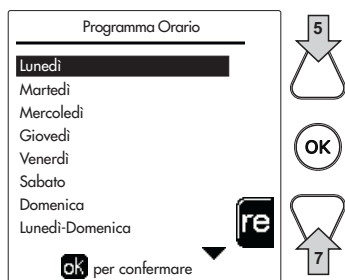 Programma Orario
Lunedì
Martedì
Mercoledì
Giovedì
Venerdì
Sabato
Domenica
Lunedì-Domenica
re
ok per confermare
5
OK
7